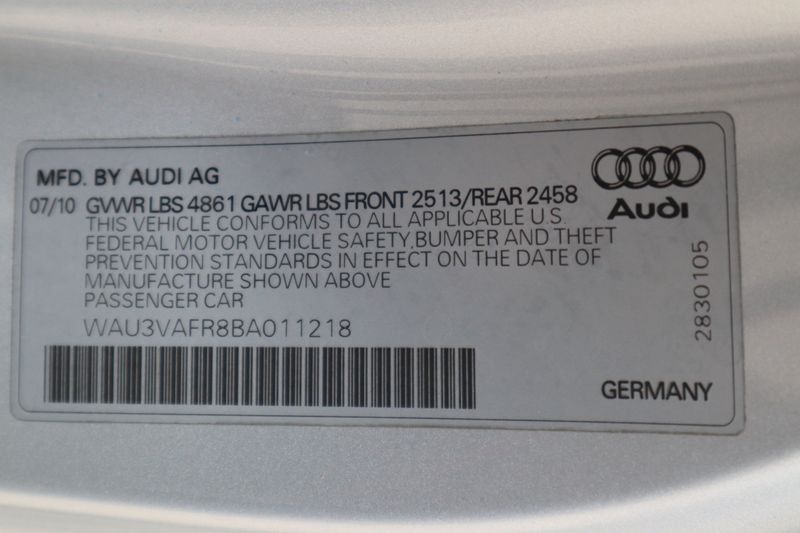 MFD. BY AUDI AG
07/10 GVWR LBS 4861 GAWR LBS FRONT 2513/REAR 2458
THIS VEHICLE CONFORMS TO ALL APPLICABLE U.S.
FEDERAL MOTOR VEHICLE SAFETY,BUMPER AND THEFT
PREVENTION STANDARDS IN EFFECT ON THE DATE OF
MANUFACTURE SHOWN ABOVE
PASSENGER CAR
WAU3VAFR8BA011218
Audi
2830105
GERMANY